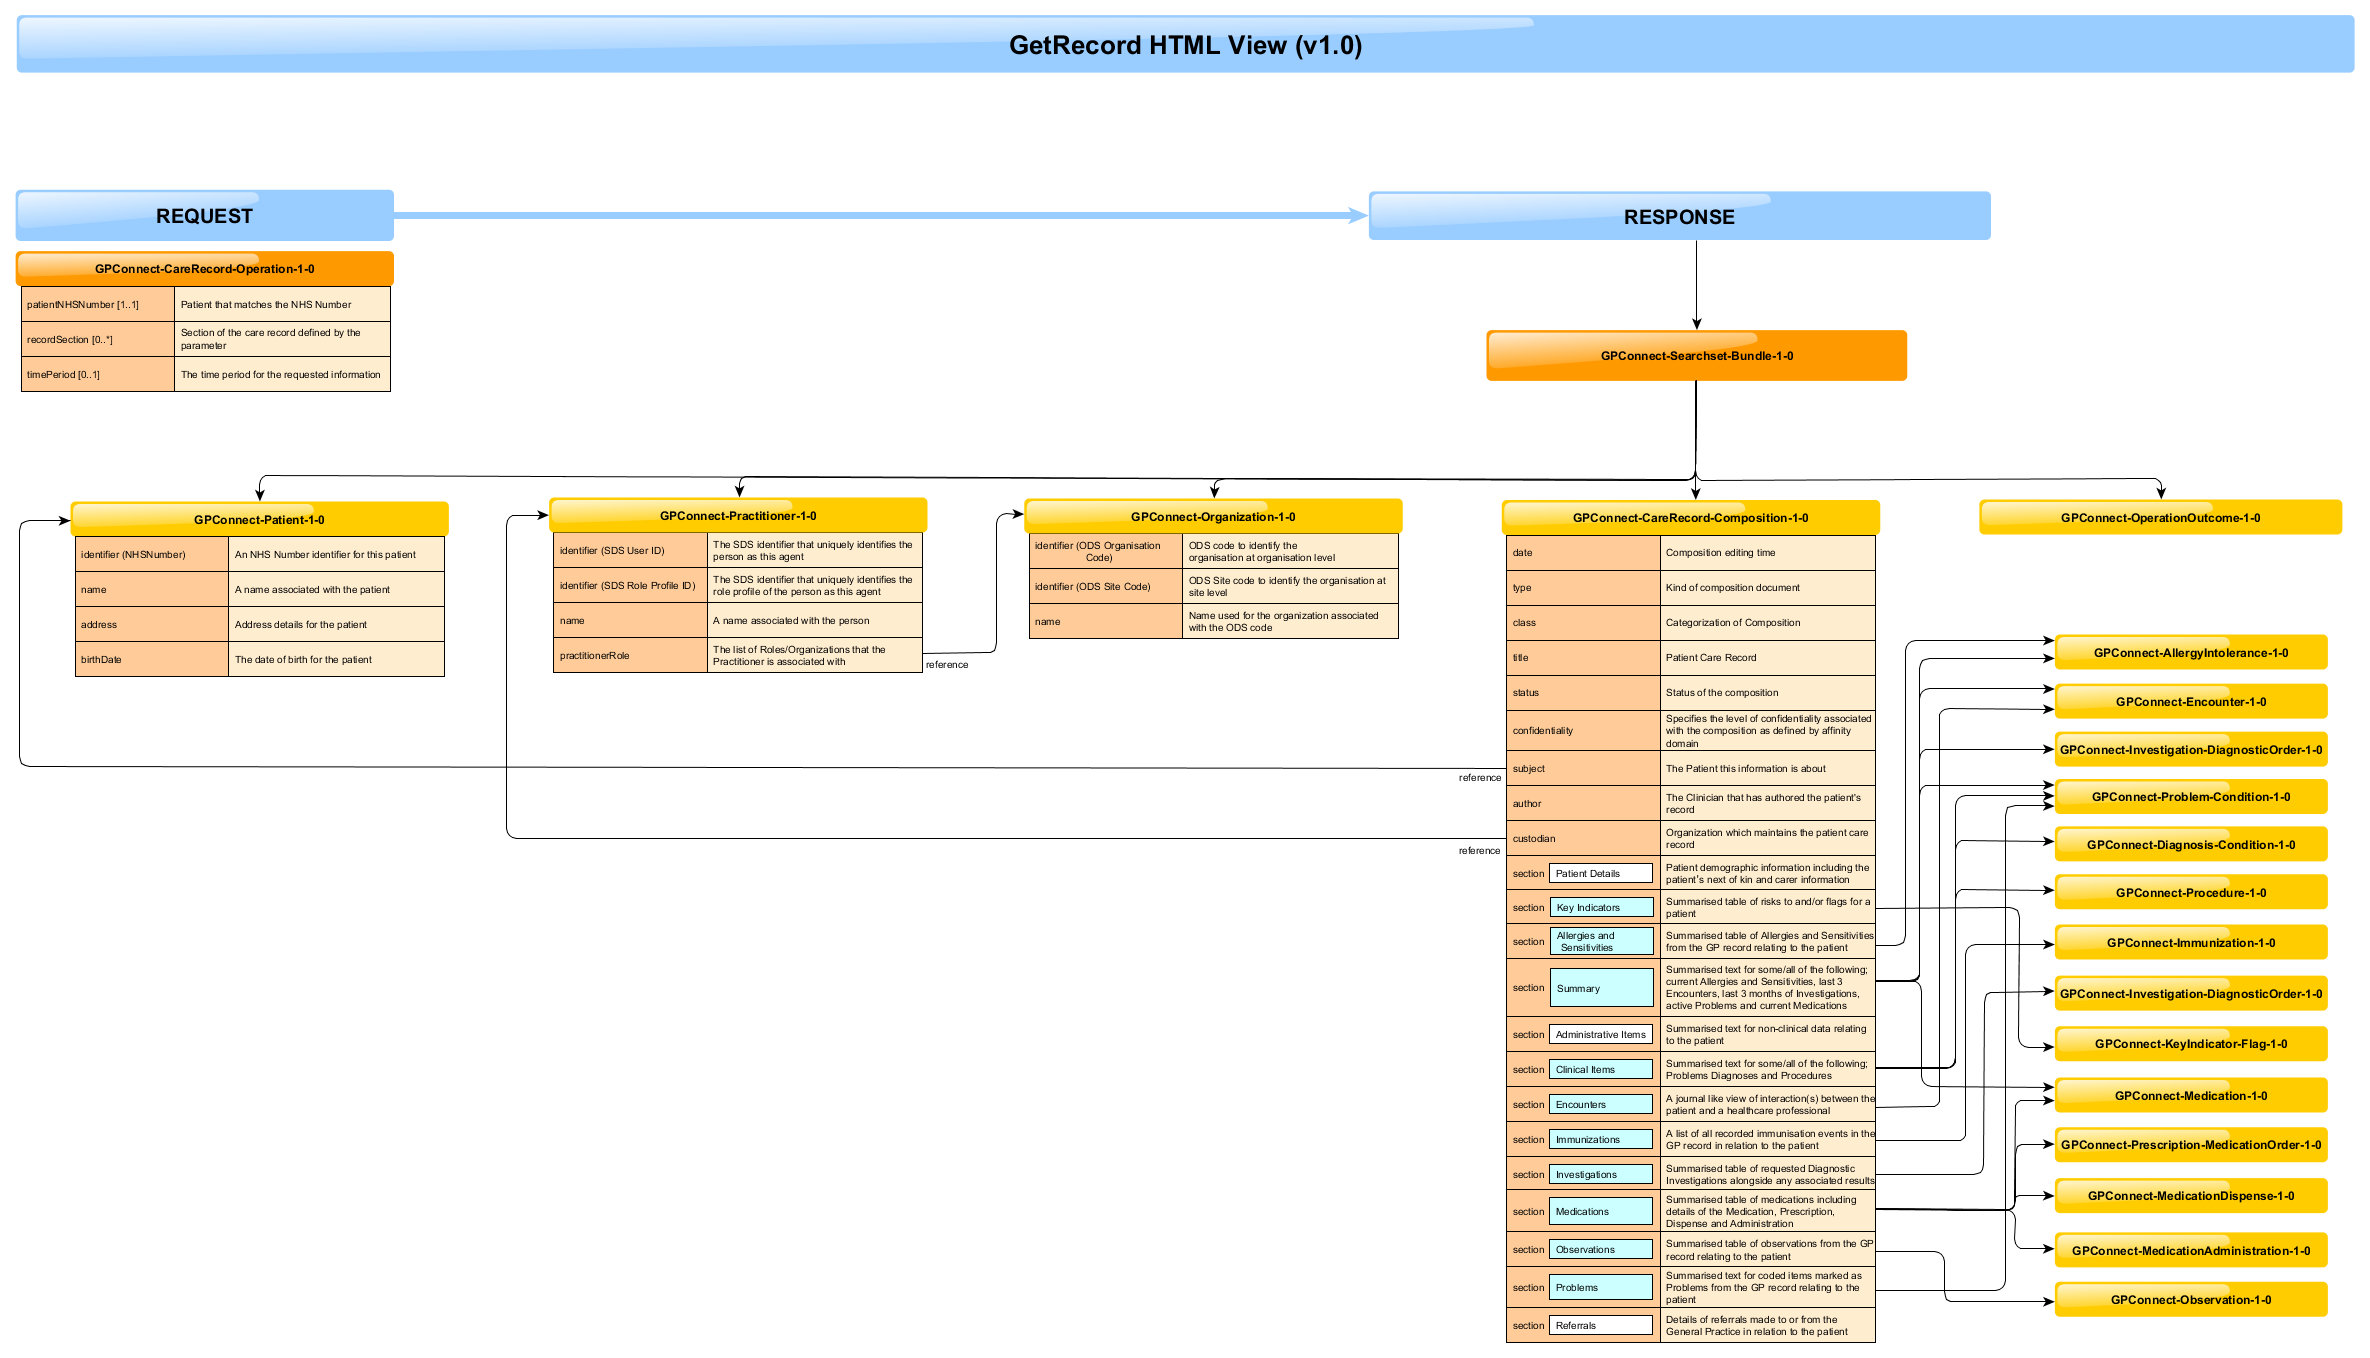 GetRecord HTML View (v1.0)
REQUEST
RESPONSE
GPConnect-CareRecord-Operation-1-0
patientNHSNumber [1..1]
Patient that matches the NHS Number
recordSection [0..*]
Section of the care record defined by the
parameter
timePeriod [0..1]
The time period for the requested information
GPConnect-Searchset-Bundle-1-0
GPConnect-Patient-1-0
identifier (NHSNumber)
An NHS Number identifier for this patient
name
A name associated with the patient
address
Address details for the patient
birthDate
The date of birth for the patient
GPConnect-Practitioner-1-0
identifier (SDS User ID)
The SDS identifier that uniquely identifies the
person as this agent
identifier (SDS Role Profile ID)
The SDS identifier that uniquely identifies the
role profile of the person as this agent
name
A name associated with the person
practitionerRole
The list of Roles/Organizations that the
Practitioner is associated with
reference
GPConnect-Organization-1-0
identifier (ODS Organisation
Code)
ODS code to identify the
organisation at organisation level
identifier (ODS Site Code)
ODS Site code to identify the organisation at
site level
name
Name used for the organization associated
with the ODS code
GPConnect-CareRecord-Composition-1-0
date
Composition editing time
type
Kind of composition document
class
Categorization of Composition
title
Patient Care Record
status
Status of the composition
confidentiality
Specifies the level of confidentiality associated
with the composition as defined by affinity
domain
subject
The Patient this information is about
reference
author
The Clinician that has authored the patient's
record
custodian
Organization which maintains the patient care
record
reference
section
Patient Details
Patient demographic information including the
patient's next of kin and carer information
section
Key Indicators
Summarised table of risks to and/or flags for a
patient
section
Allergies and
Sensitivities
Summarised table of Allergies and Sensitivities
from the GP record relating to the patient
section
Summary
Summarised text for some/all of the following;
current Allergies and Sensitivities, last 3
Encounters, last 3 months of Investigations,
active Problems and current Medications
section
Administrative Items
Summarised text for non-clinical data relating
to the patient
section
Clinical Items
Summarised text for some/all of the following;
Problems Diagnoses and Procedures
section
Encounters
A journal like view of interaction(s) between the
patient and a healthcare professional
section
Immunizations
A list of all recorded immunisation events in the
GP record in relation to the patient
section
Investigations
Summarised table of requested Diagnostic
Investigations alongside any associated results
section
Medications
Summarised table of medications including
details of the Medication, Prescription,
Dispense and Administration
section
Observations
Summarised table of observations from the GP
record relating to the patient
section
Problems
Summarised text for coded items marked as
Problems from the GP record relating to the
patient
section
Referrals
Details of referrals made to or from the
General Practice in relation to the patient
GPConnect-OperationOutcome-1-0
GPConnect-AllergyIntolerance-1-0
GPConnect-Encounter-1-0
GPConnect-Investigation-DiagnosticOrder-1-0
GPConnect-Problem-Condition-1-0
GPConnect-Diagnosis-Condition-1-0
GPConnect-Procedure-1-0
GPConnect-Immunization-1-0
GPConnect-Investigation-DiagnosticOrder-1-0
GPConnect-KeyIndicator-Flag-1-0
GPConnect-Medication-1-0
GPConnect-Prescription-MedicationOrder-1-0
GPConnect-MedicationDispense-1-0
GPConnect-MedicationAdministration-1-0
GPConnect-Observation-1-0